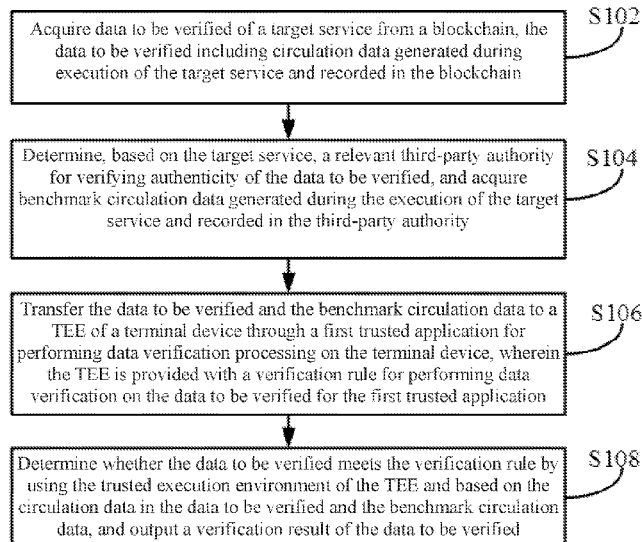 Acquire data to be verified of a target service from a blockchain, the
data to be verified including circulation data generated during
execution of the target service and recorded in the blockchain
S102
Determine, based on the target service, a relevant third-party authority
for verifying authenticity of the data to be verified, and acquire
benchmark circulation data generated during the execution of the target
service and recorded in the third-party authority
S104
Transfer the data to be verified and the benchmark circulation data to a
TEE of a terminal device through a first trusted application for
performing data verification processing on the terminal device, wherein
the TEE is provided with a verification rule for performing data
verification on the data to be verified for the first trusted application
S106
Determine whether the data to be verified meets the verification rule by
using the trusted execution environment of the TEE and based on the
circulation data in the data to be verified and the benchmark circulation
data, and output a verification result of the data to be verified
S108